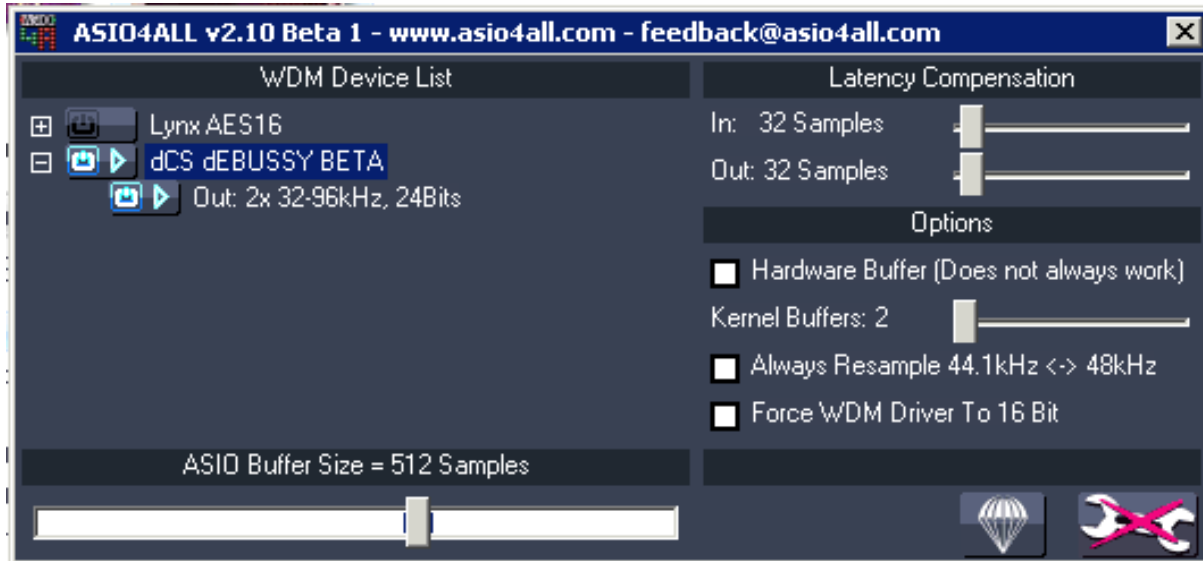 ASIO4ALL v2.10 Beta 1 - www.asio4all.com - feedback@asio4all.com
WDM Device List
Lynx AES16
dCS dEBUSSY BETA
Out: 2x 32-96kHz, 24Bits
Latency Compensation
In: 32 Samples
Out: 32 Samples
Options
Hardware Buffer (Does not always work)
Kernel Buffers: 2
Always Resample 44.1kHz <-> 48kHz
Force WDM Driver To 16 Bit
ASIO Buffer Size = 512 Samples